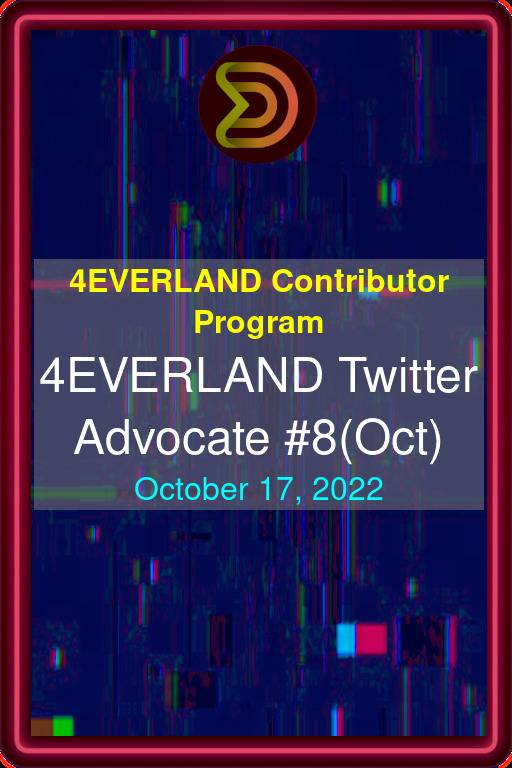 4EVERLAND Contributor
Program
4EVERLAND Twitter
Advocate #8(Oct)
October 17, 2022